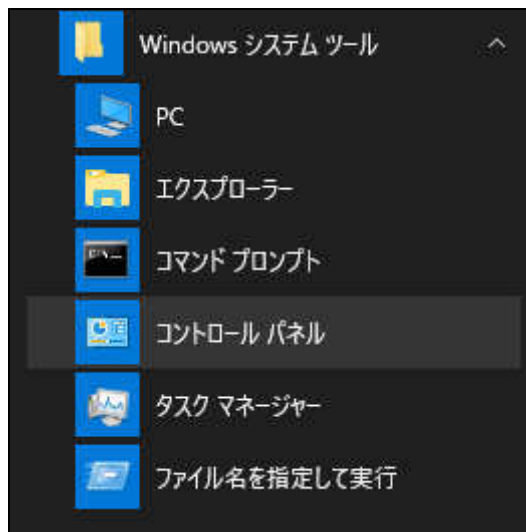 Windows システム ツール
PC
エクスプローラー
コマンド プロンプト
コントロール パネル
タスク マネージャー
ファイル名を指定して実行